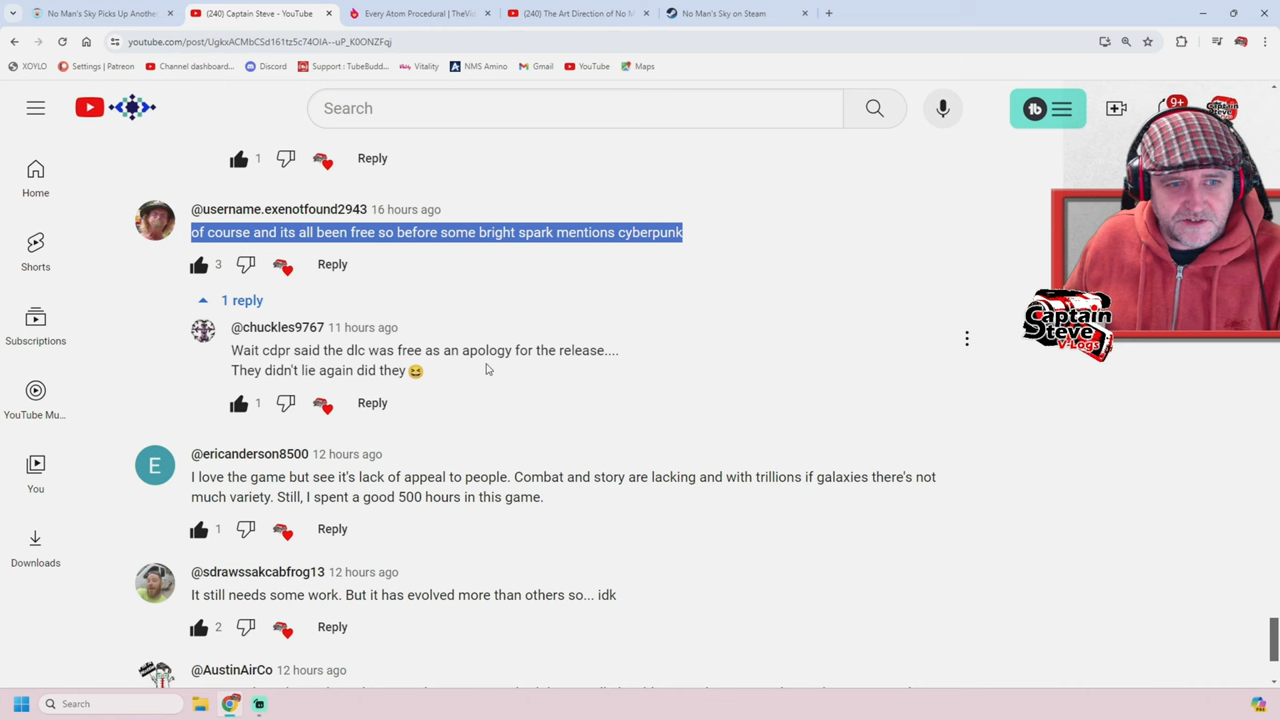 No Man's Sky Picks Up Anothe
(240) Captain Steve - YouTube
Every Atom Procedural | TheVid
(240) The Art Direction of No M
No Man's Sky on Steam
youtube.com/post/UgkxACMbCSd161tz5c74OIA--uP_K0ONZFqj
XOYLO
Settings | Patreon
Channel dashboard...
Discord
Support : TubeBudd...
Vitality
NMS Amino
Gmail
YouTube
Maps
Search
tb
9+
1
Reply
Home
@username.exenotfound2943 16 hours ago
of course and its all been free so before some bright spark mentions cyberpunk
Shorts
3
Reply
1 reply
Subscriptions
@chuckles9767 11 hours ago
Wait cdpr said the dlc was free as an apology for the release....
They didn't lie again did they
Captain
Steve
V-Logs
YouTube Mu...
1
Reply
You
E
@ericanderson8500 12 hours ago
I love the game but see it's lack of appeal to people. Combat and story are lacking and with trillions if galaxies there's not
much variety. Still, I spent a good 500 hours in this game.
1
Reply
Downloads
@sdrawssakcabfrog13 12 hours ago
It still needs some work. But it has evolved more than others so... idk
2
Reply
@AustinAirCo 12 hours ago
Search